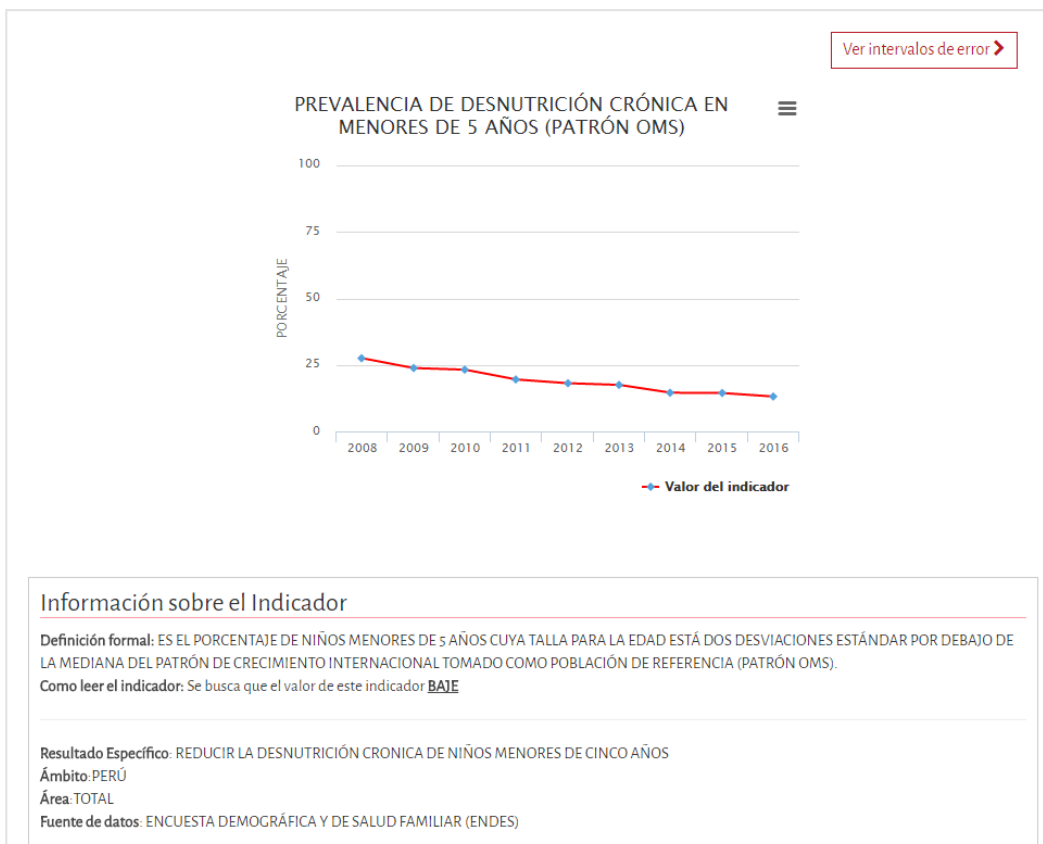 Ver intervalos de error
PREVALENCIA DE DESNUTRICIÓN CRÓNICA EN
MENORES DE 5 AÑOS (PATRÓN OMS)
100
75
50
25
0
PORCENTAJE
2008 2009 2010 2011 2012 2013 2014 2015 2016
Valor del indicador
Información sobre el Indicador
Definición formal: ES EL PORCENTAJE DE NIÑOS MENORES DE 5 AÑOS CUYA TALLA PARA LA EDAD ESTÁ DOS DESVIACIONES ESTÁNDAR POR DEBAJO DE
LA MEDIANA DEL PATRÓN DE CRECIMIENTO INTERNACIONAL TOMADO COMO POBLACIÓN DE REFERENCIA (PATRÓN OMS).
Como leer el indicador: Se busca que el valor de este indicador BAJE
Resultado Específico: REDUCIR LA DESNUTRICIÓN CRONICA DE NIÑOS MENORES DE CINCO AÑOS
Ámbito:PERÚ
Área:TOTAL
Fuente de datos: ENCUESTA DEMOGRÁFICA Y DE SALUD FAMILIAR (ENDES)